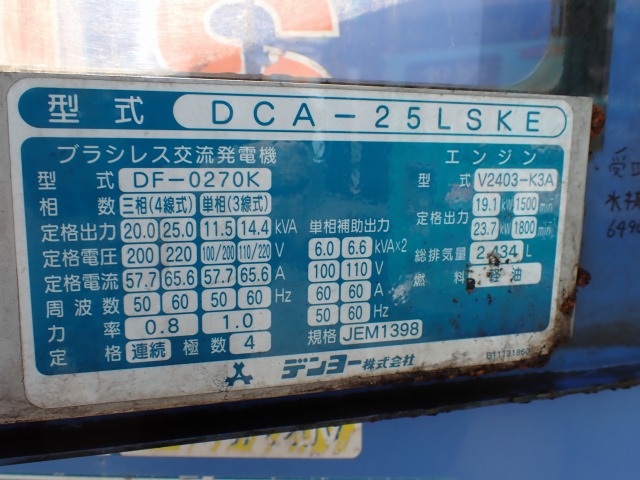 型式 DCA-25LSKE
ブラシレス交流発電機
型式 DF-0270K
相数 三相(4線式) 単相(3線式)
定格出力 20.0 25.0 11.5 14.4 kVA
定格電圧 200 220 100/200 110/220 V
定格電流 57.7 65.6 57.7 65.6 A
周波数 50 60 50 60 Hz
力率 0.8 1.0
定格 連続 極数 4
単相補助出力
6.0 6.6 kVA×2
100 110 V
60 60 A
50 60 Hz
規格 JEM1398
エンジン
型式 V2403-K3A
定格出力 19.1 kW 1500 min
23.7 kW 1800 min
総排気量 2.434 L
燃料 軽油
デンヨー株式会社